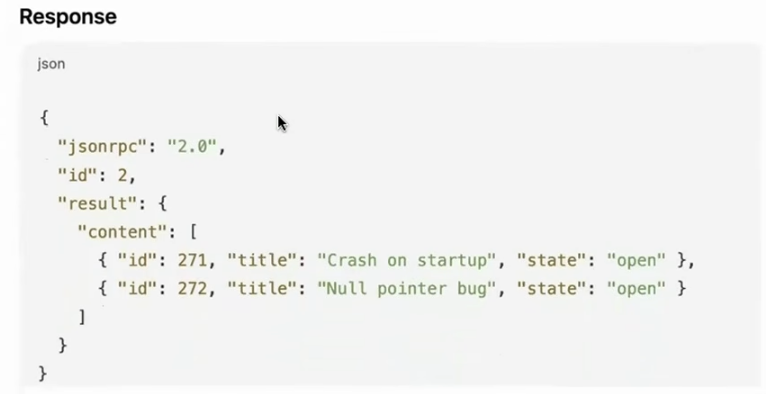 Response
json
{
  "jsonrpc": "2.0",
  "id": 2,
  "result": {
    "content": [
      { "id": 271, "title": "Crash on startup", "state": "open" },
      { "id": 272, "title": "Null pointer bug", "state": "open" }
    ]
  }
}